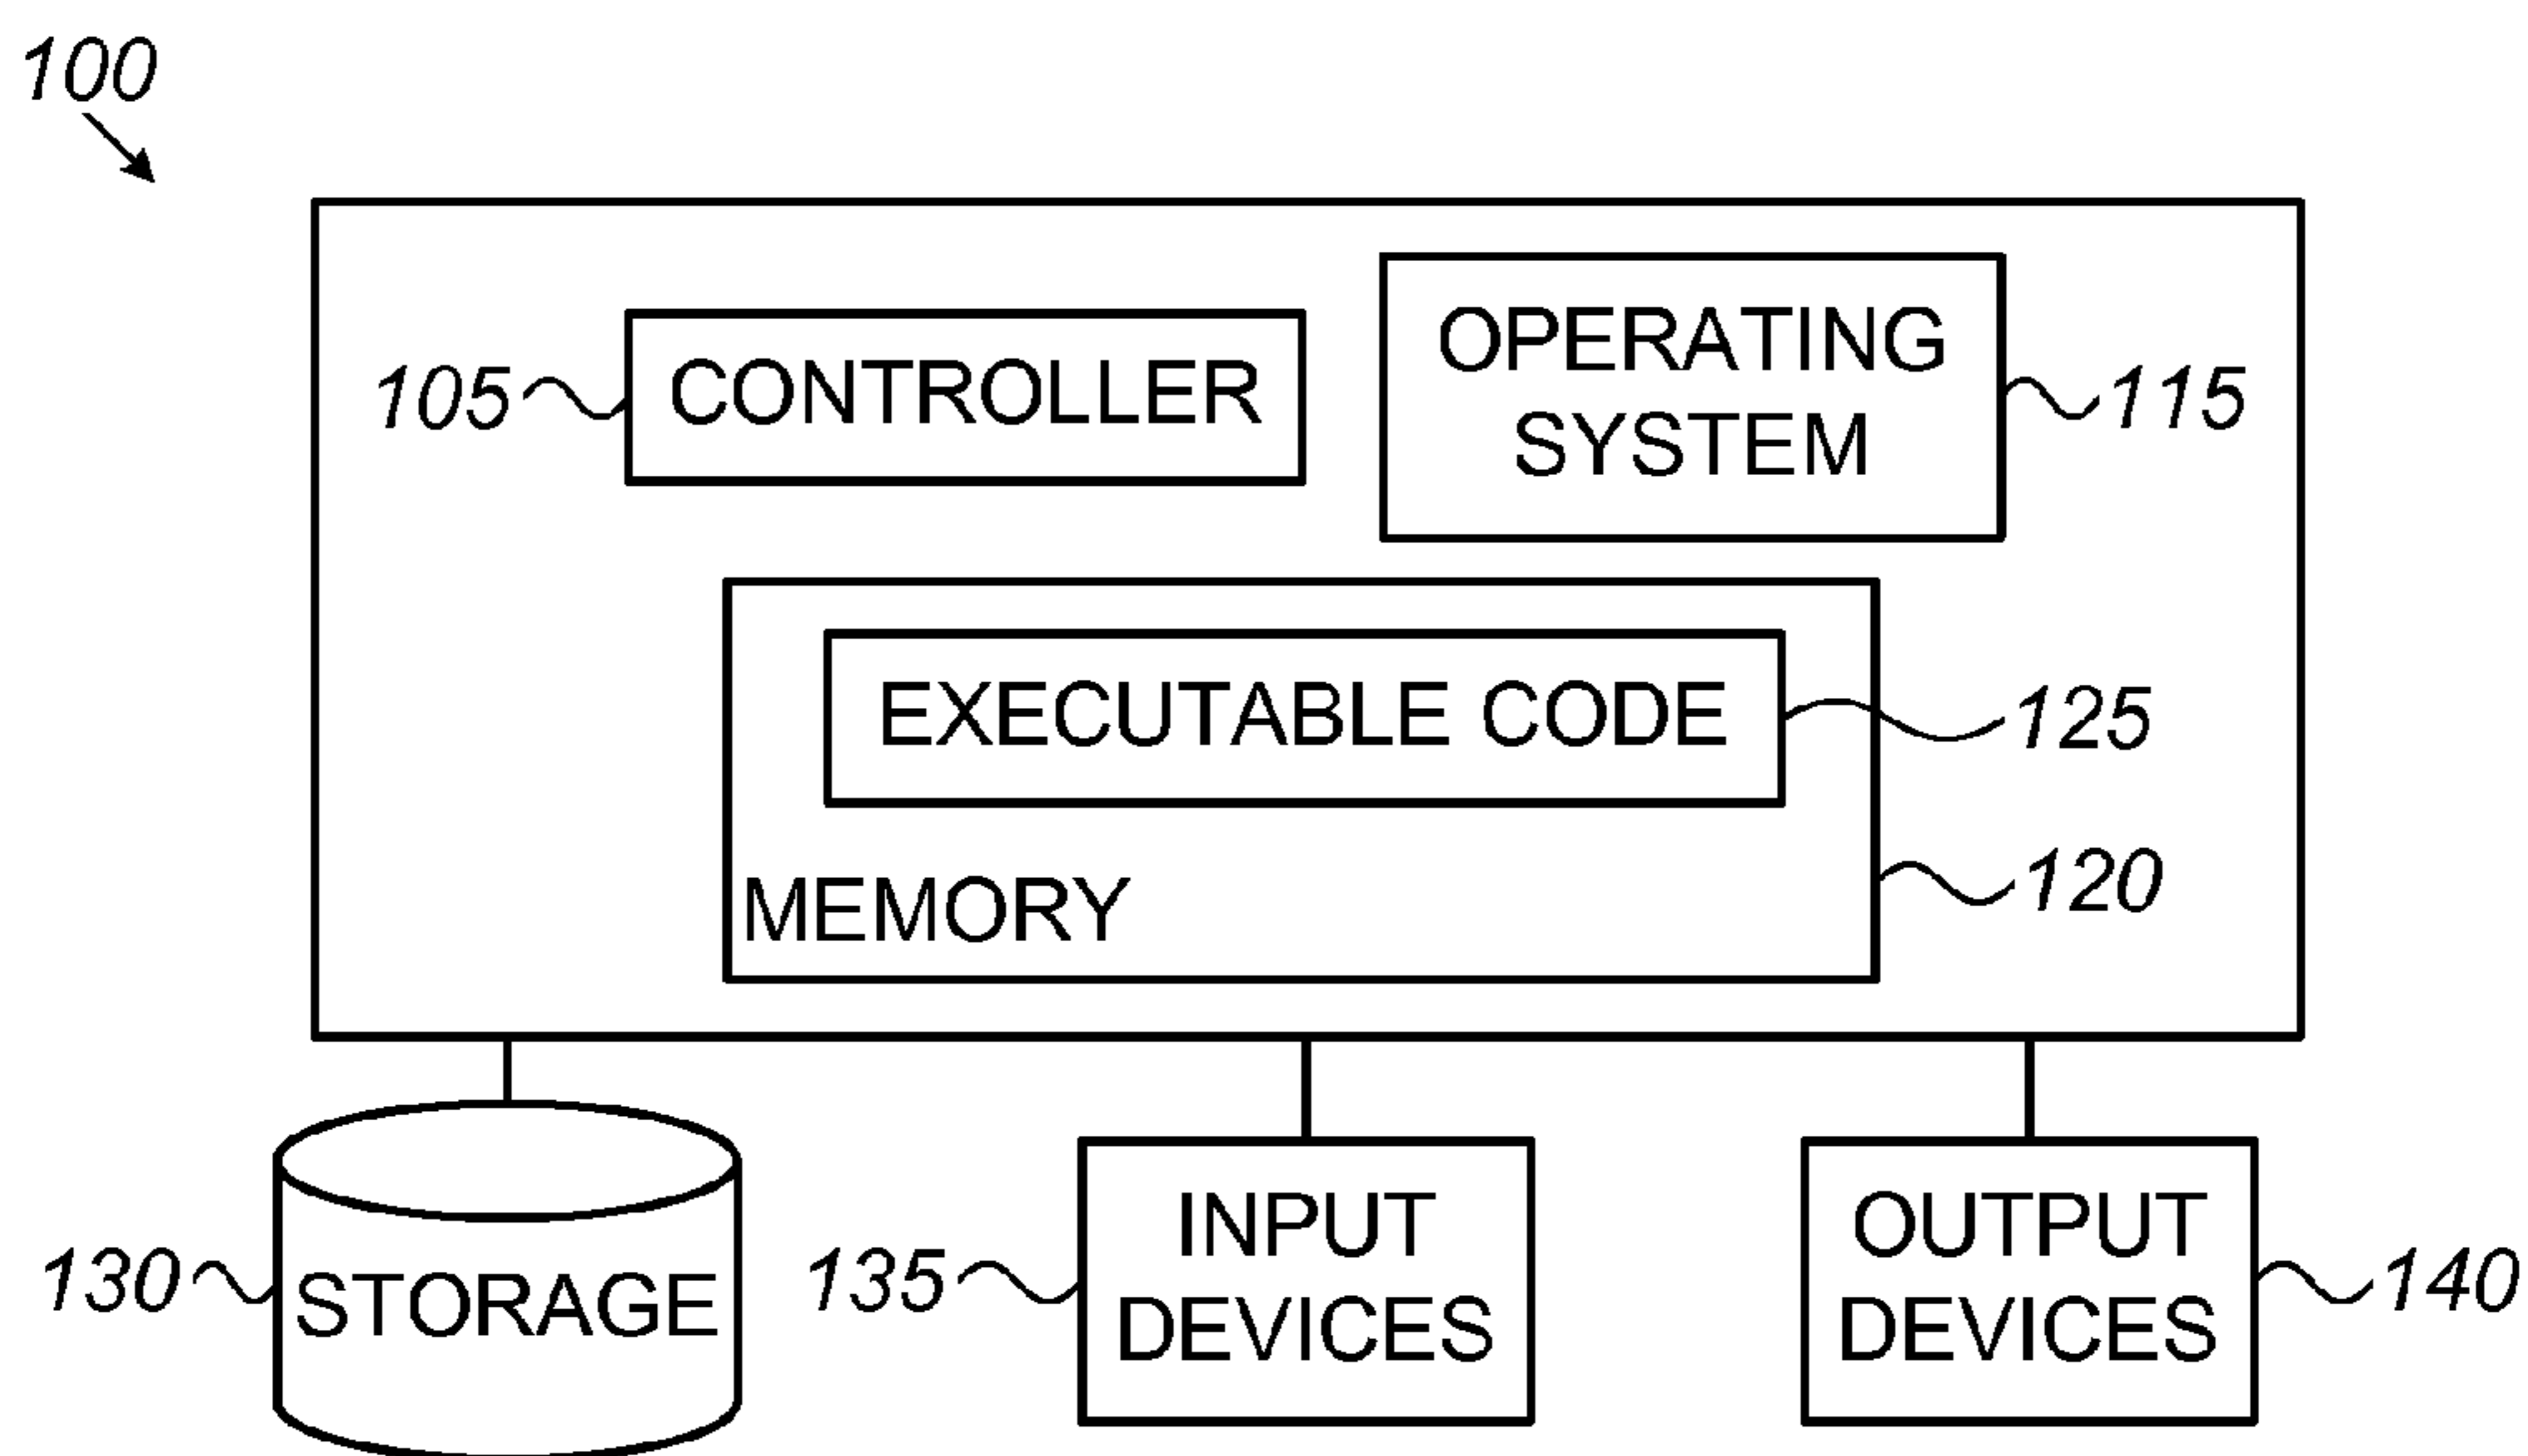 100
OPERATING
105 CONTROLLER
SYSTEM 115
EXECUTABLE CODE 125
MEMORY 120
130 STORAGE
135 INPUT
DEVICES
OUTPUT
DEVICES 140